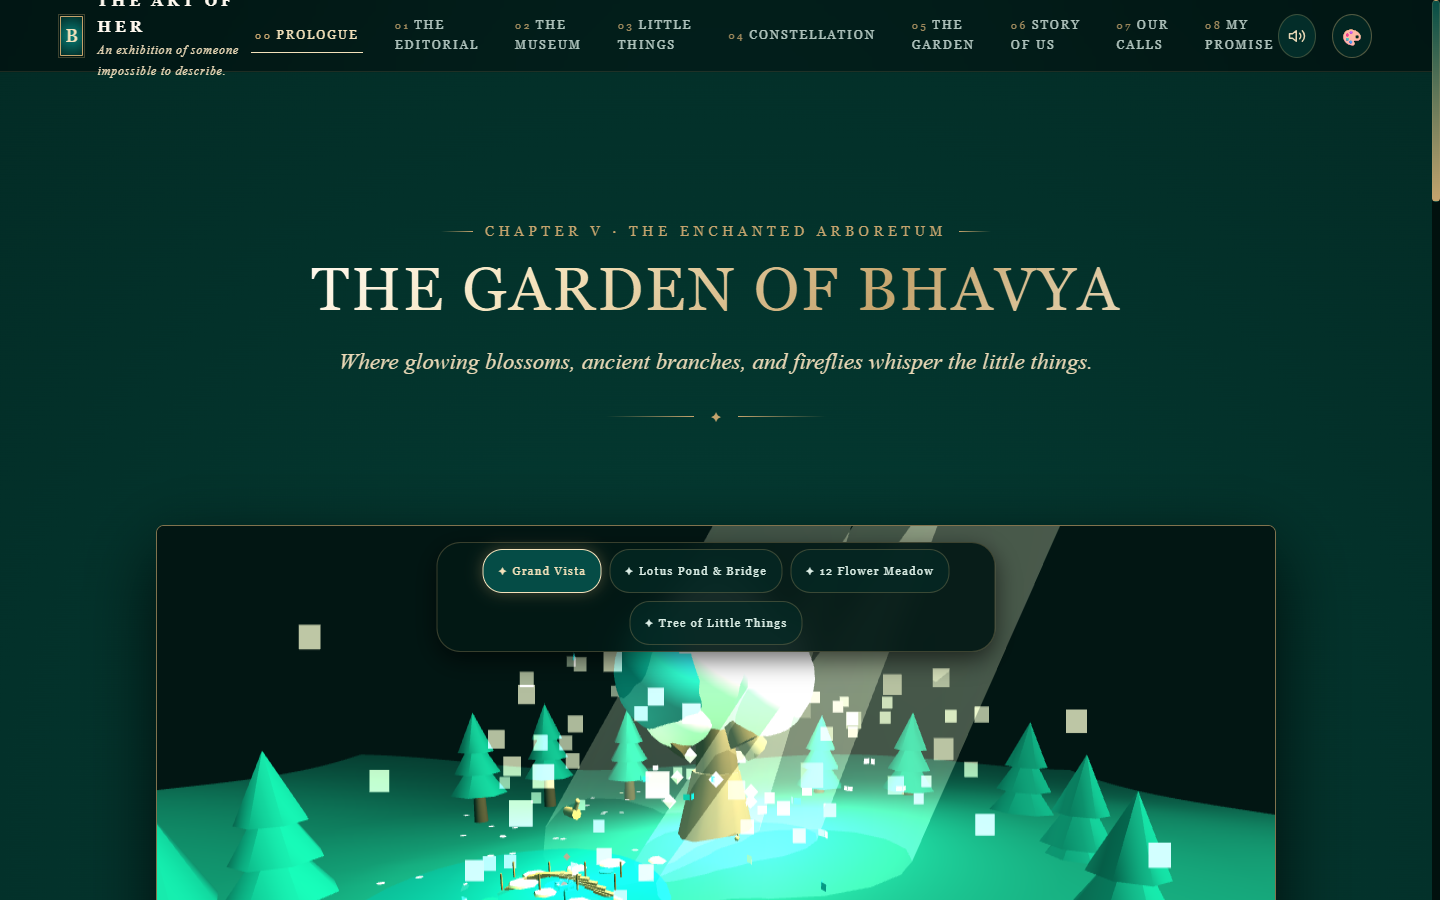 B
THE ART OF
HER
An exhibition of someone
impossible to describe.
00 PROLOGUE
01 THE
EDITORIAL
02 THE
MUSEUM
03 LITTLE
THINGS
04 CONSTELLATION
05 THE
GARDEN
06 STORY
OF US
07 OUR
CALLS
08 MY
PROMISE
CHAPTER V · THE ENCHANTED ARBORETUM
THE GARDEN OF BHAVYA
Where glowing blossoms, ancient branches, and fireflies whisper the little things.
✦ Grand Vista
✦ Lotus Pond & Bridge
✦ 12 Flower Meadow
✦ Tree of Little Things